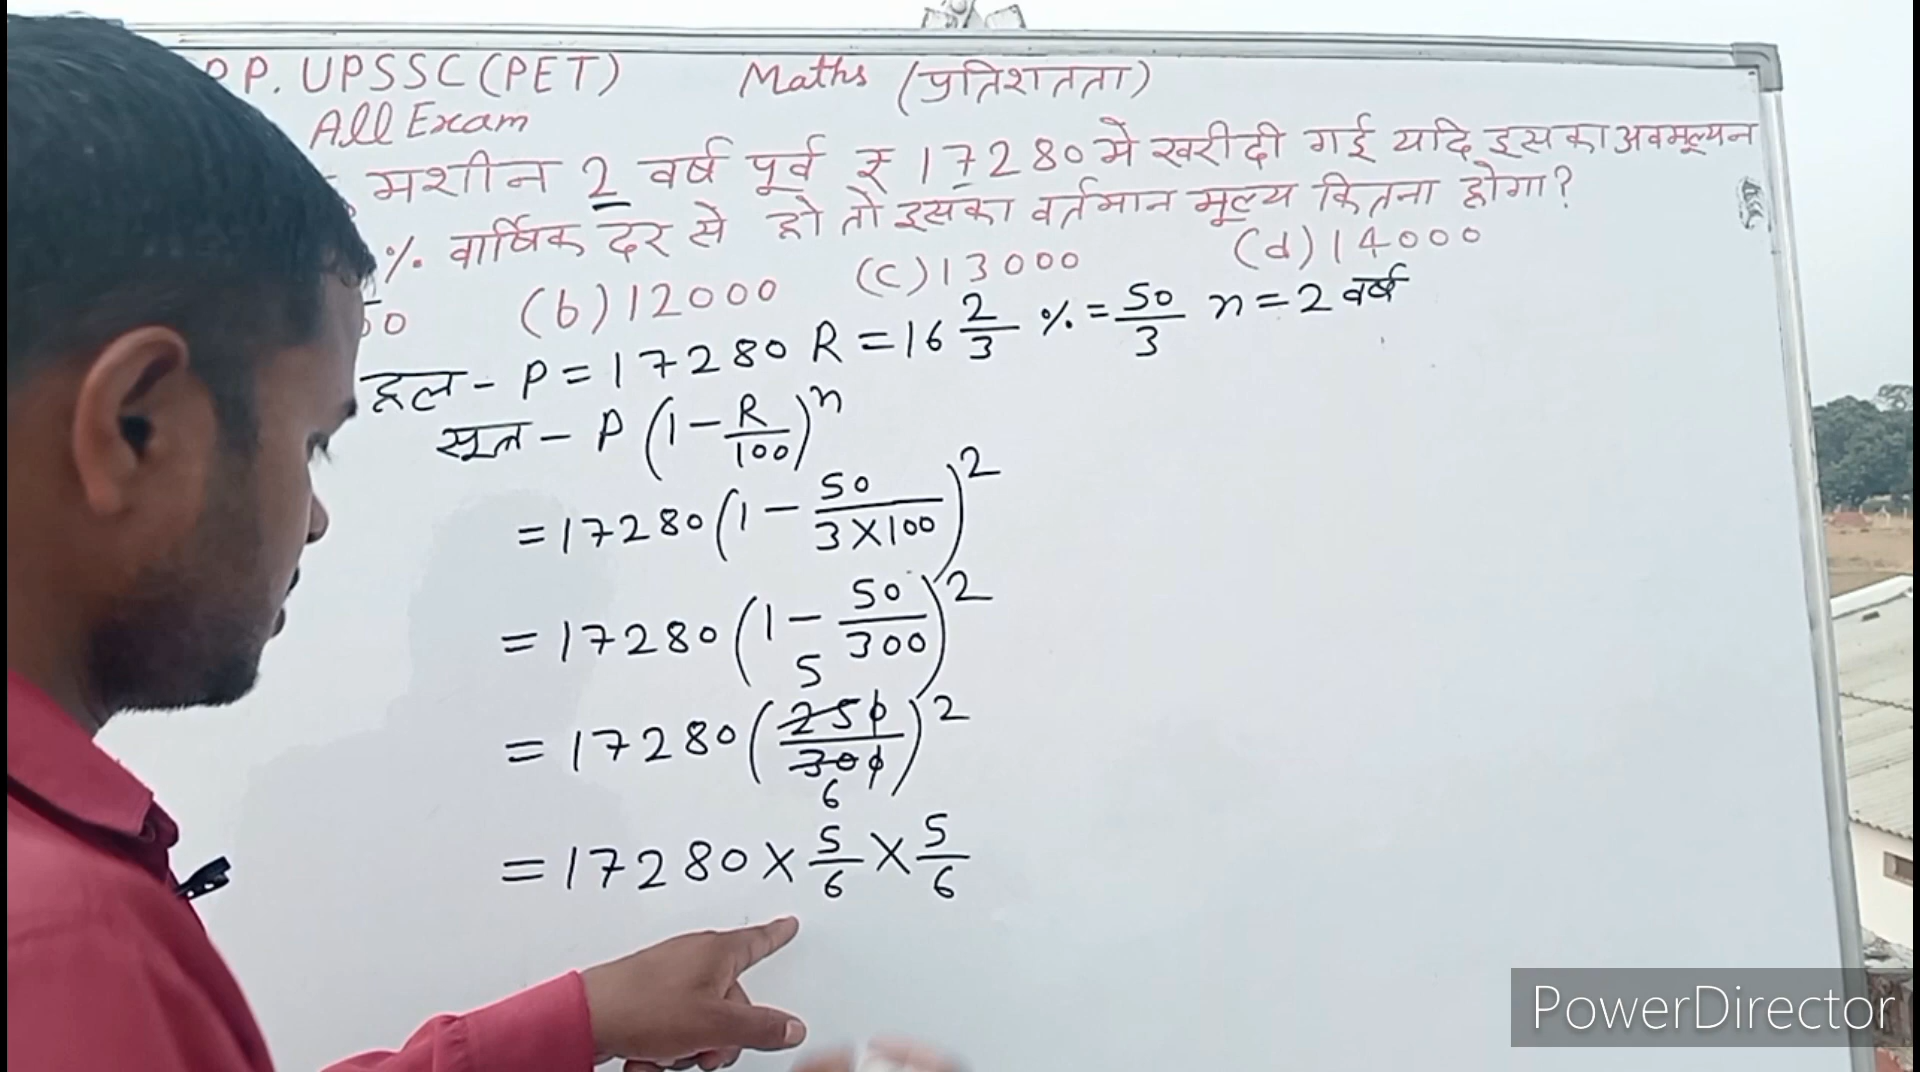 P. UPSSC(PET) Maths (प्रतिशतता)
All Exam
मशीन 2 वर्ष पूर्व ₹ 17280 मे खरीदी गई यदि इसका अवमूल्यन
% वार्षिक दर से हो तो इसका वर्तमान मूल्य कितना होगा?
50 (b) 12000 (c) 13000 (d) 14000
हल - P = 17280 R = 16 2/3 % = 50/3 n = 2 वर्ष
सूत्र - P (1 - R/100)^n
= 17280 (1 - 50/3×100)^2
= 17280 (1 - 50/300)^2
= 17280 (250/300)^2 5 6
= 17280 × 5/6 × 5/6
PowerDirector